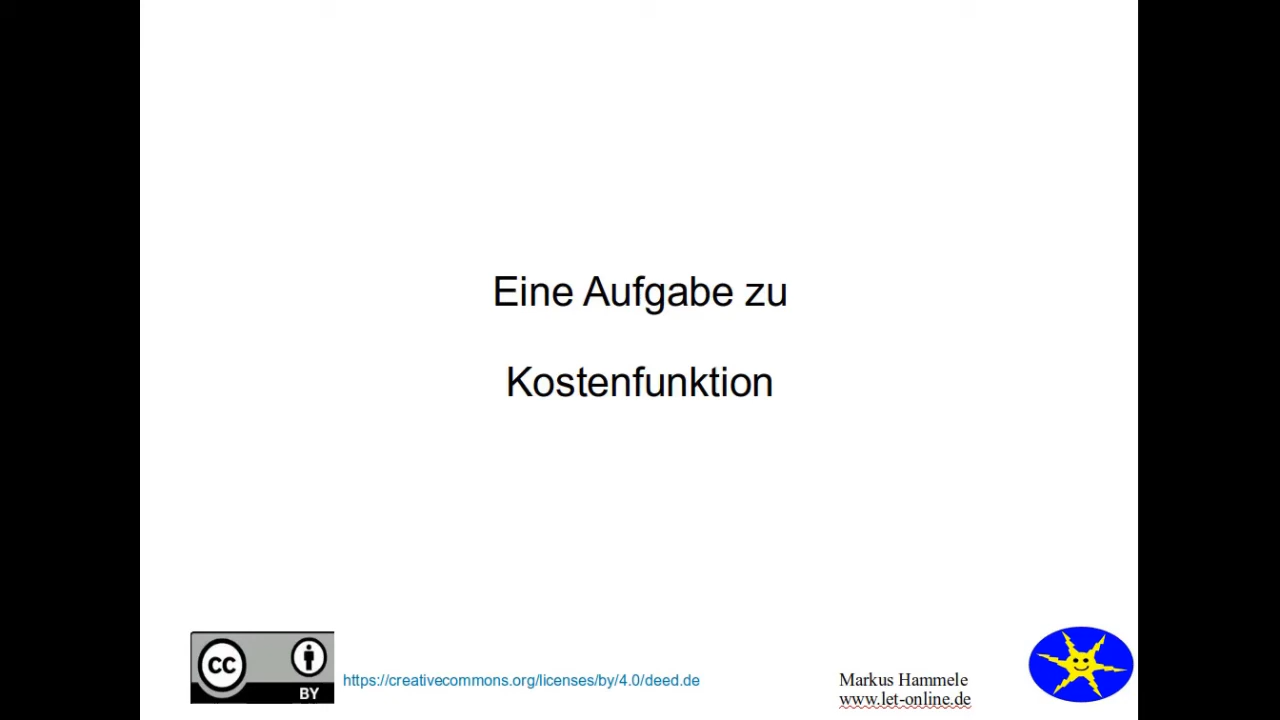 Eine Aufgabe zu
Kostenfunktion
CC
BY
https://creativecommons.org/licenses/by/4.0/deed.de
Markus Hammele
www.let-online.de